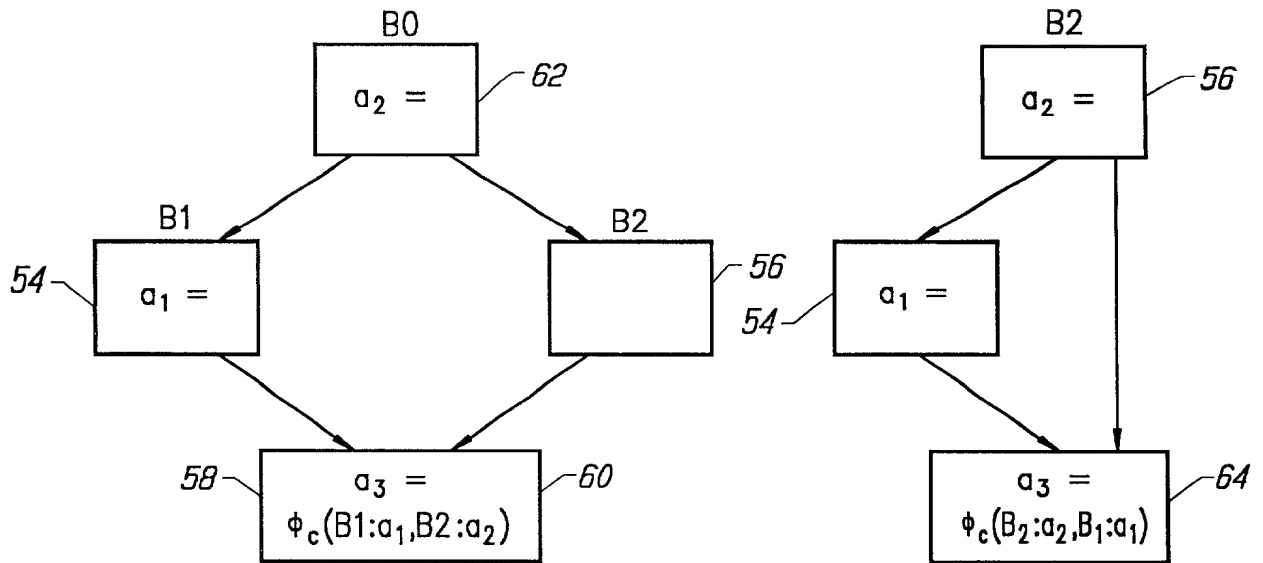 B0
a₂ =
62
B1
54
a₁ =
B2
56
58
a₃ =
ϕc(B1:a₁,B2:a₂)
60
B2
a₂ =
56
54
a₁ =
a₃ =
ϕc(B₂:a₂,B₁:a₁)
64